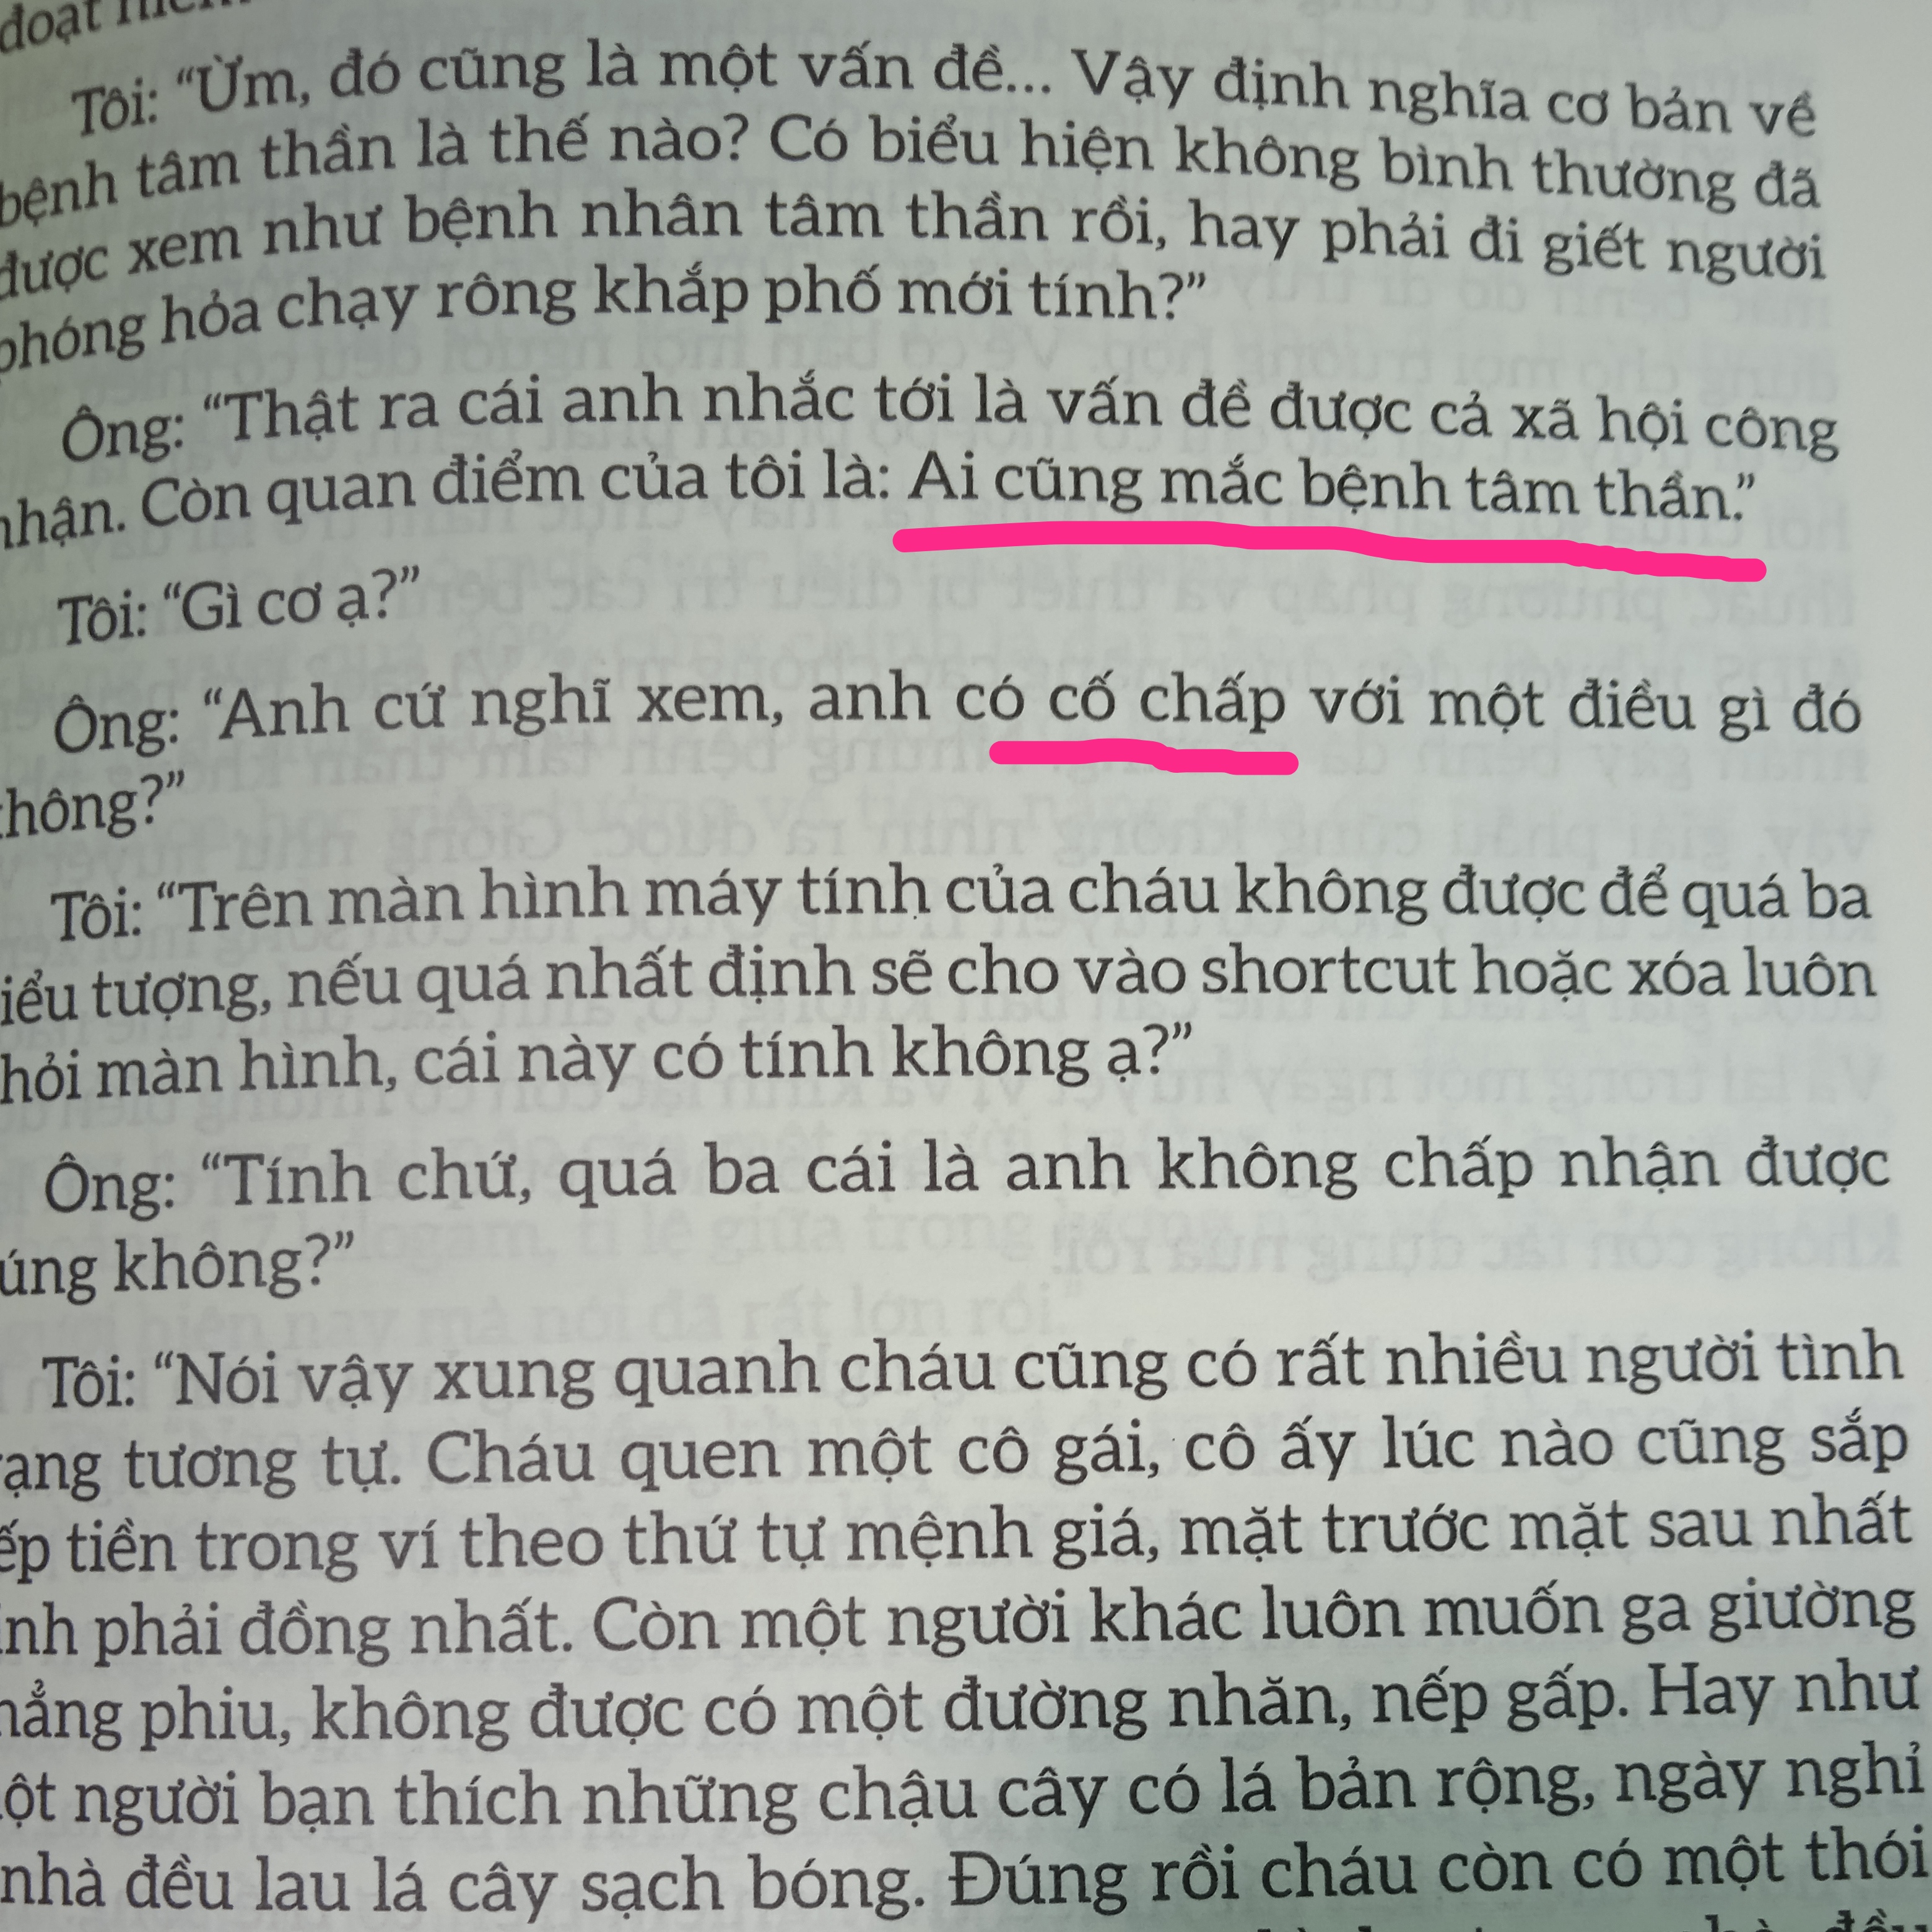 đoạt
Tôi: “Ừm, đó cũng là một vấn đề... Vậy định nghĩa cơ bản về
bệnh tâm thần là thế nào? Có biểu hiện không bình thường đã
được xem như bệnh nhân tâm thần rồi, hay phải đi giết người
phóng hỏa chạy rông khắp phố mới tính?”
Ông: “Thật ra cái anh nhắc tới là vấn đề được cả xã hội công
nhận. Còn quan điểm của tôi là: Ai cũng mắc bệnh tâm thần.”
Tôi: “Gì cơ ạ?”
Ông: “Anh cứ nghĩ xem, anh có cố chấp với một điều gì đó
hông?”
Tôi: “Trên màn hình máy tính của cháu không được để quá ba
iểu tượng, nếu quá nhất định sẽ cho vào shortcut hoặc xóa luôn
hỏi màn hình, cái này có tính không ạ?”
Ông: “Tính chứ, quá ba cái là anh không chấp nhận được
úng không?”
Tôi: “Nói vậy xung quanh cháu cũng có rất nhiều người tình
rạng tương tự. Cháu quen một cô gái, cô ấy lúc nào cũng sắp
ếp tiền trong ví theo thứ tự mệnh giá, mặt trước mặt sau nhất
ịnh phải đồng nhất. Còn một người khác luôn muốn ga giường
hẳng phiu, không được có một đường nhăn, nếp gấp. Hay như
ột người bạn thích những chậu cây có lá bản rộng, ngày nghỉ
nhà đều lau lá cây sạch bóng. Đúng rồi cháu còn có một thói